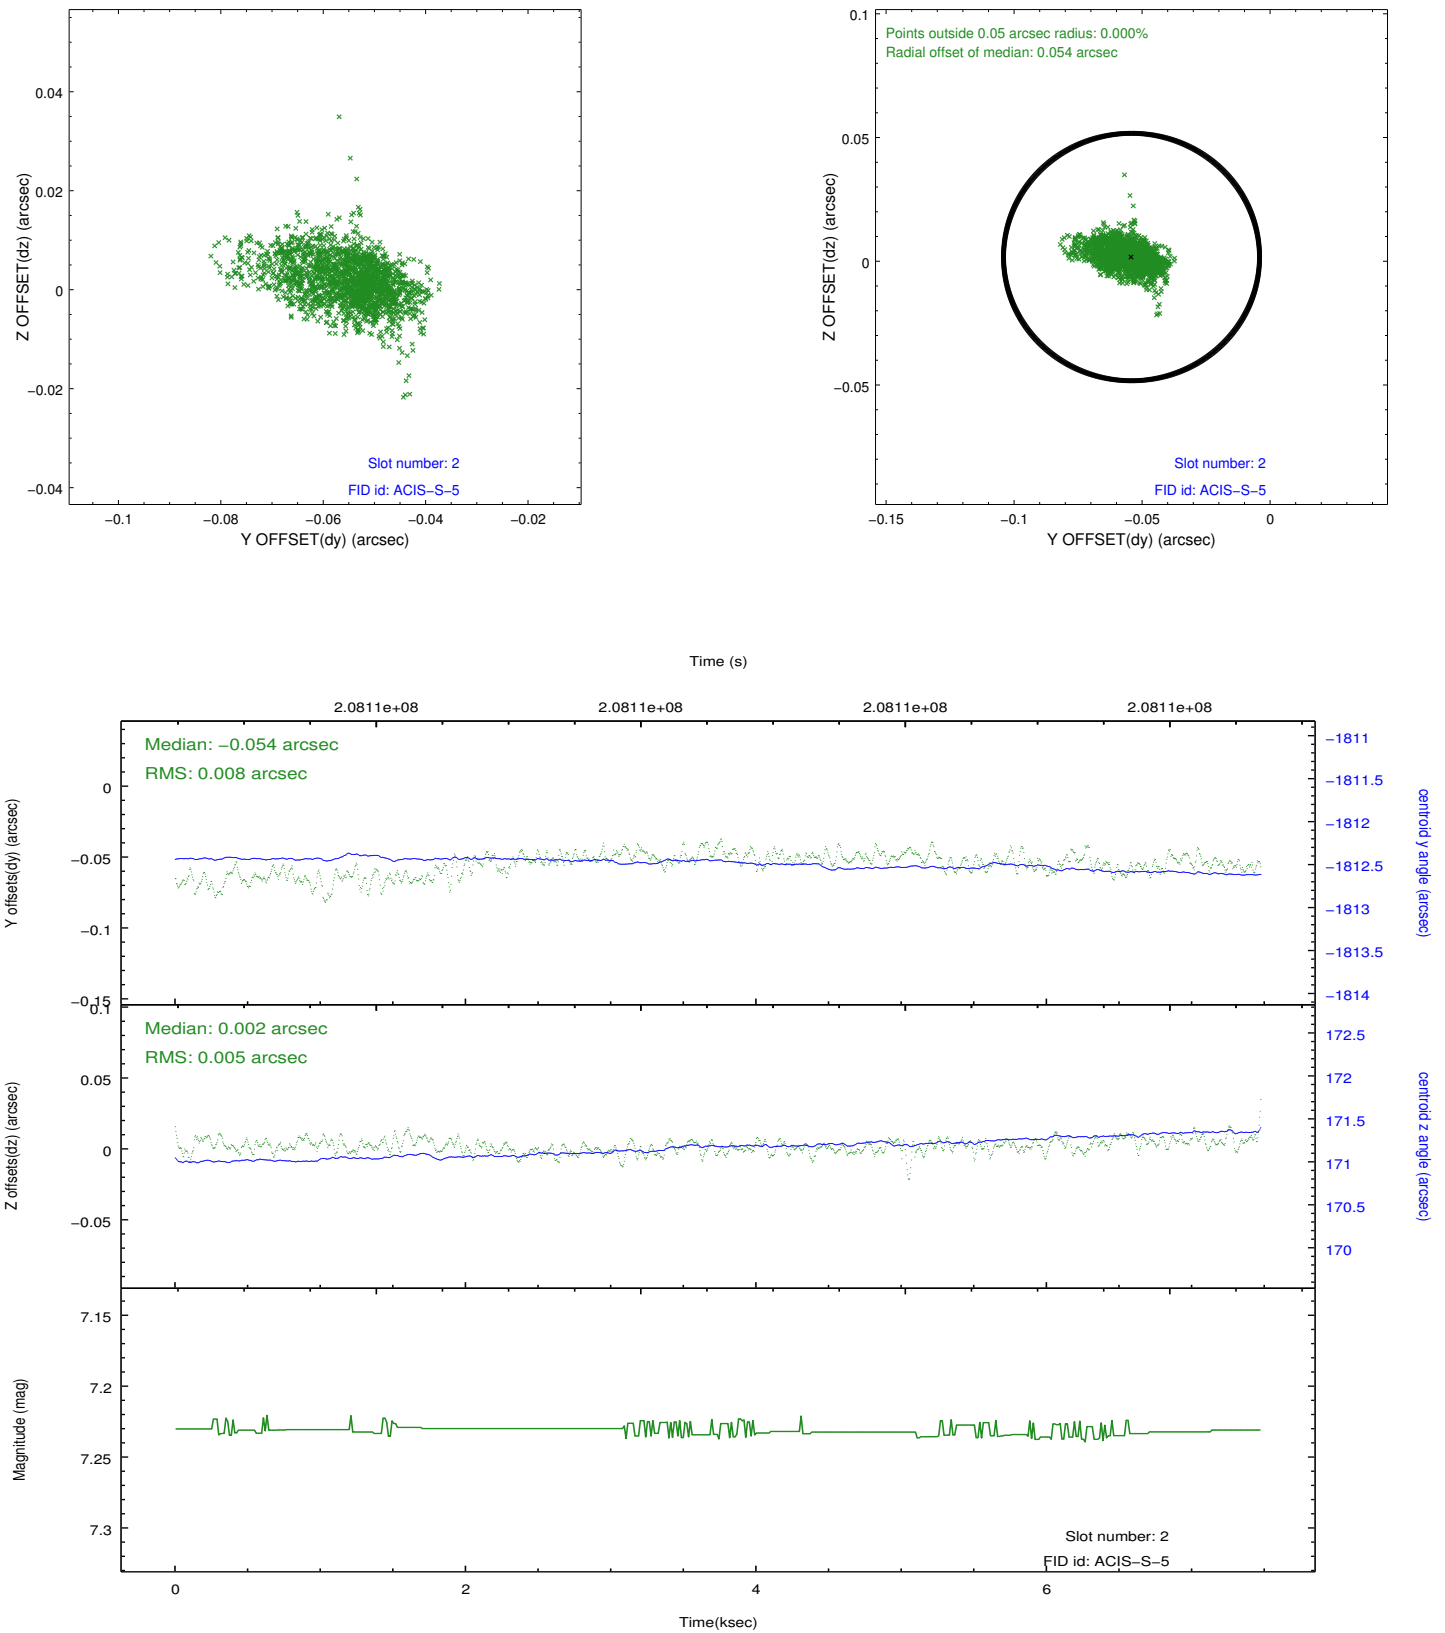 0.04
0.02
0
−0.02
−0.04
Z OFFSET(dz) (arcsec)
Slot number: 2
FID id: ACIS−S−5
−0.1
−0.08
−0.06
−0.04
−0.02
Y OFFSET(dy) (arcsec)
0.1
0.05
0
−0.05
Z OFFSET(dz) (arcsec)
Points outside 0.05 arcsec radius: 0.000%
Radial offset of median: 0.054 arcsec
Slot number: 2
FID id: ACIS−S−5
−0.15
−0.1
−0.05
0
Y OFFSET(dy) (arcsec)
Time (s)
2.0811e+08
2.0811e+08
2.0811e+08
2.0811e+08
Median: −0.054 arcsec
RMS: 0.008 arcsec
0
−0.05
−0.1
−0.15
Y offsets(dy) (arcsec)
−1811
−1811.5
−1812
−1812.5
−1813
−1813.5
−1814
centroid y angle (arcsec)
Median: 0.002 arcsec
RMS: 0.005 arcsec
0.1
0.05
0
−0.05
Z offsets(dz) (arcsec)
172.5
172
171.5
171
170.5
170
centroid z angle (arcsec)
7.15
7.2
7.25
7.3
Magnitude (mag)
Slot number: 2
FID id: ACIS−S−5
0
2
4
6
Time(ksec)